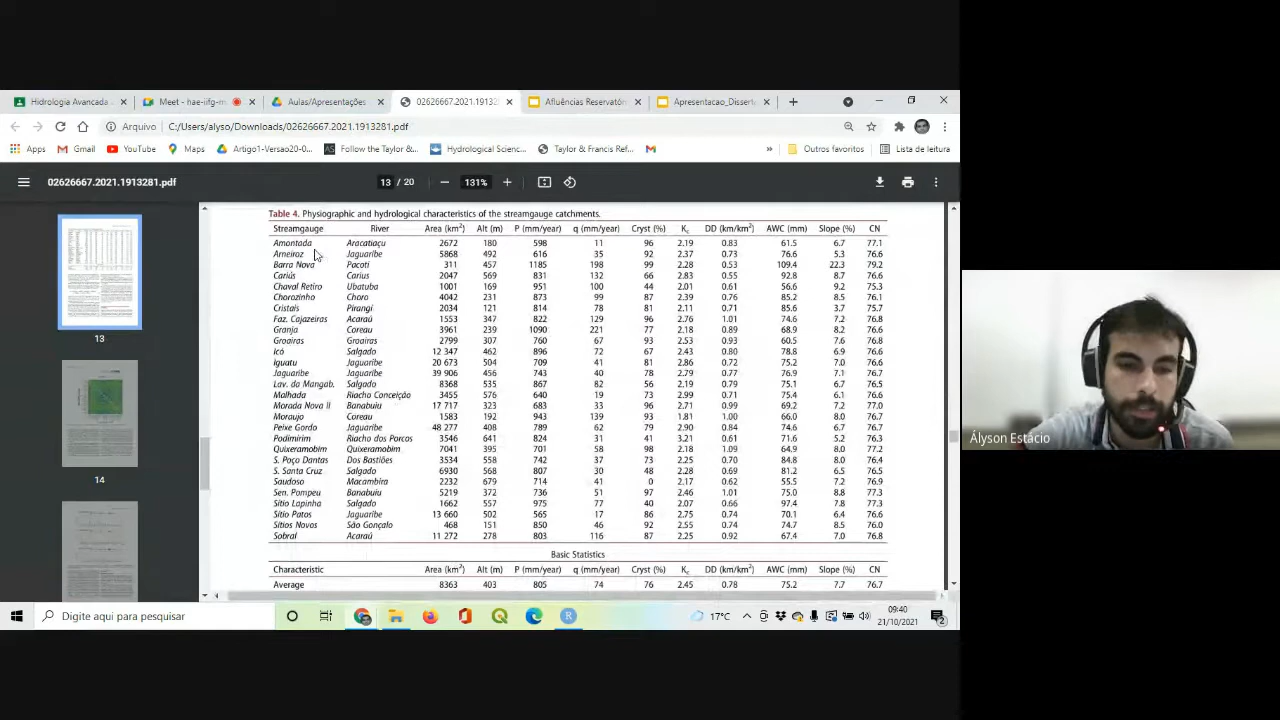 Hidrologia Avancada
Meet - hae-iifg-m
Aulas/Apresentações
02626667.2021.19132
Afluências Reservatór
Apresentacao_Dissert
Arquivo C:/Users/alyso/Downloads/02626667.2021.1913281.pdf
Apps Gmail YouTube Maps Artigo1-Versao20-0... Follow the Taylor &... Hydrological Scienc... Taylor & Francis Ref... » Outros favoritos Lista de leitura
02626667.2021.1913281.pdf 13 / 20 131%
13
14
Table 4. Physiographic and hydrological characteristics of the streamgauge catchments.
Streamgauge River Area (km²) Alt (m) P (mm/year) q (mm/year) Cryst (%) Kc DD (km/km²) AWC (mm) Slope (%) CN
Amontada Aracatiaçu 2672 180 598 11 96 2.19 0.83 61.5 6.7 77.1
Arneiroz Jaguaribe 5868 492 616 35 92 2.37 0.73 76.6 5.3 76.6
Barra Nova Pacoti 311 457 1185 198 99 2.28 0.53 109.4 22.3 79.2
Cariús Carius 2047 569 831 132 66 2.83 0.55 92.8 8.7 76.6
Chaval Retiro Ubatuba 1001 169 951 100 44 2.01 0.61 56.6 9.2 75.3
Chorozinho Choro 4042 231 873 99 87 2.39 0.76 85.2 8.5 76.1
Cristais Pirangi 2034 121 814 78 81 2.11 0.71 85.6 3.7 75.7
Faz. Cajazeiras Acaraú 1553 347 822 129 96 2.76 1.01 74.6 7.2 76.8
Granja Coreau 3961 239 1090 221 77 2.18 0.89 68.9 8.2 76.6
Groairas Groairas 2799 307 760 67 93 2.53 0.93 60.5 7.6 76.8
Icó Salgado 12 347 462 896 72 67 2.43 0.80 78.8 6.9 76.6
Iguatu Jaguaribe 20 673 504 709 41 81 2.86 0.72 75.2 7.0 76.6
Jaguaribe Jaguaribe 39 906 456 743 40 78 2.79 0.77 76.9 7.1 76.7
Lav. da Mangab. Salgado 8368 535 867 82 56 2.19 0.79 75.1 6.7 76.5
Malhada Riacho Conceição 3455 576 640 19 73 2.99 0.71 75.4 6.1 76.6
Morada Nova II Banabuiu 17 717 323 683 33 96 2.71 0.99 69.2 7.2 77.0
Moraujo Coreau 1583 192 943 139 93 1.81 1.00 66.0 8.0 76.7
Peixe Gordo Jaguaribe 48 277 408 789 62 79 2.90 0.84 74.6 6.7 76.7
Podimirim Riacho dos Porcos 3546 641 824 31 41 3.21 0.61 71.6 5.2 76.3
Quixeramobim Quixeramobim 7041 395 701 58 98 2.18 1.09 64.9 8.0 77.2
S. Poço Dantas Dos Bastiões 3534 558 742 37 73 2.25 0.70 84.8 8.0 76.4
S. Santa Cruz Salgado 6930 568 807 30 48 2.28 0.69 81.2 6.5 76.5
Saudoso Macambira 2232 679 714 41 0 2.17 0.62 55.5 7.2 76.9
Sen. Pompeu Banabuiu 5219 372 736 51 97 2.46 1.01 75.0 8.8 77.3
Sitio Lapinha Salgado 1662 557 975 77 40 2.07 0.66 97.4 7.8 77.3
Sitio Patos Jaguaribe 13 660 502 565 17 86 2.75 0.74 70.1 6.4 76.6
Sitios Novos São Gonçalo 468 151 850 46 92 2.55 0.74 74.7 8.5 76.0
Sobral Acaraú 11 272 278 803 116 87 2.25 0.92 67.4 7.0 76.8
Basic Statistics
Characteristic Area (km²) Alt (m) P (mm/year) q (mm/year) Cryst (%) Kc DD (km/km²) AWC (mm) Slope (%) CN
Average 8363 403 805 74 76 2.45 0.78 75.2 7.7 76.7
Ályson Estácio
Digite aqui para pesquisar
17°C
09:40
21/10/2021
2